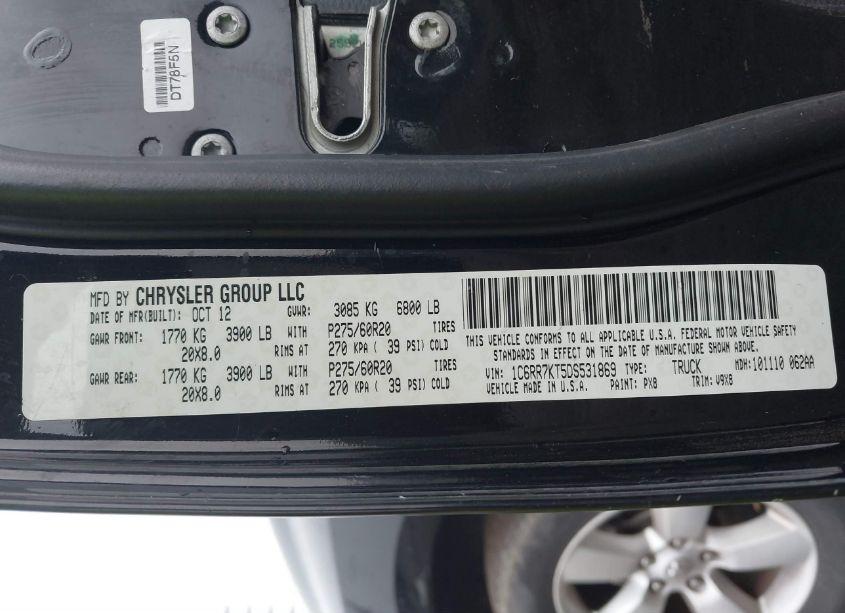 DT78F5N
MFD BY CHRYSLER GROUP LLC
DATE OF MFR(BUILT): OCT 12 GVWR: 3085 KG 6800 LB
GAWR FRONT: 1770 KG 3900 LB WITH P275/60R20 TIRES
20X8.0 RIMS AT 270 KPA ( 39 PSI) COLD
GAWR REAR: 1770 KG 3900 LB WITH P275/60R20 TIRES
20X8.0 RIMS AT 270 KPA ( 39 PSI) COLD
THIS VEHICLE CONFORMS TO ALL APPLICABLE U.S.A. FEDERAL MOTOR VEHICLE SAFETY
STANDARDS IN EFFECT ON THE DATE OF MANUFACTURE SHOWN ABOVE.
VIN: 1C6RR7KT5DS531869 TYPE: TRUCK MDH: 101110 062AA
VEHICLE MADE IN U.S.A. PAINT: PX8 TRIM: V9X8